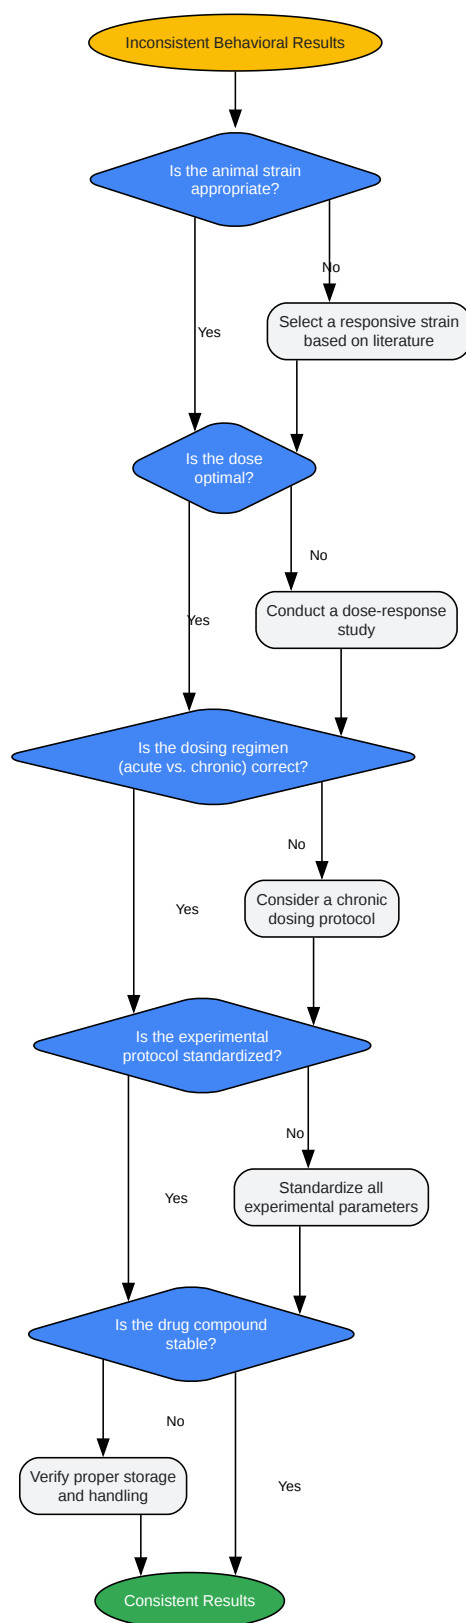 Inconsistent Behavioral Results
Is the animal strain
appropriate?
No
Select a responsive strain
based on literature
Yes
Is the dose
optimal?
No
Conduct a dose-response
study
Yes
Is the dosing regimen
(acute vs. chronic) correct?
No
Consider a chronic
dosing protocol
Yes
Is the experimental
protocol standardized?
No
Standardize all
experimental parameters
Yes
Is the drug compound
stable?
No
Verify proper storage
and handling
Yes
Consistent Results